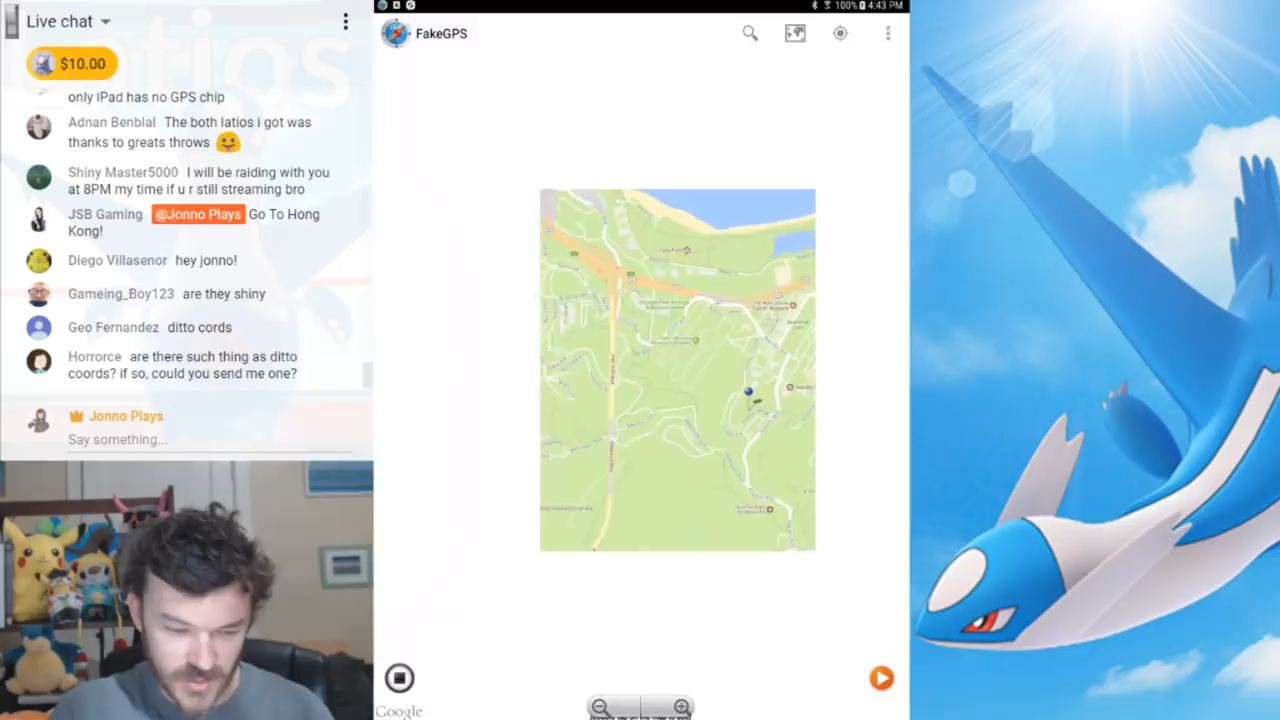 Live chat
$10.00
only iPad has no GPS chip
Adnan Benblal The both latios i got was
thanks to greats throws
Shiny Master5000 I will be raiding with you
at 8PM my time if u r still streaming bro
JSB Gaming @Jonno Plays Go To Hong
Kong!
Diego Villasenor hey jonno!
Gameing_Boy123 are they shiny
Geo Fernandez ditto cords
Horrorce are there such thing as ditto
coords? if so, could you send me one?
Jonno Plays
Say something...
100% 4:43 PM
FakeGPS
Google